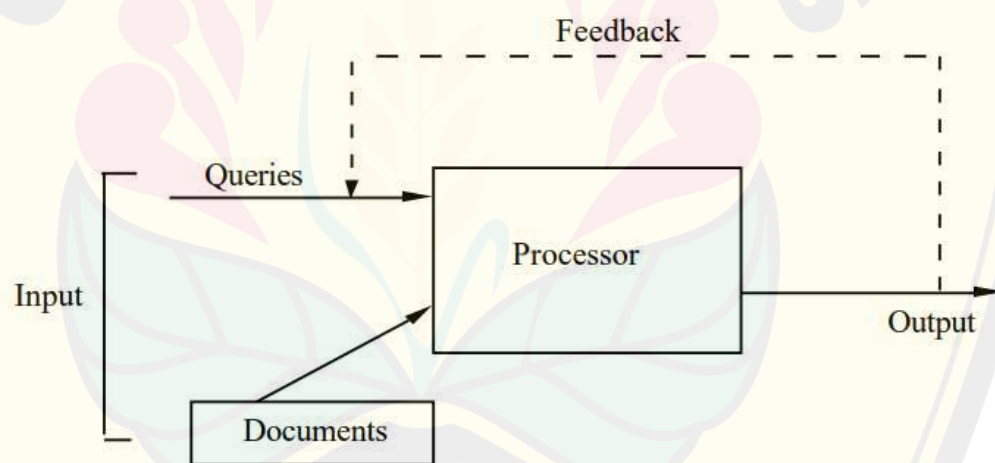 Feedback
Queries
Processor
Input
Output
Documents